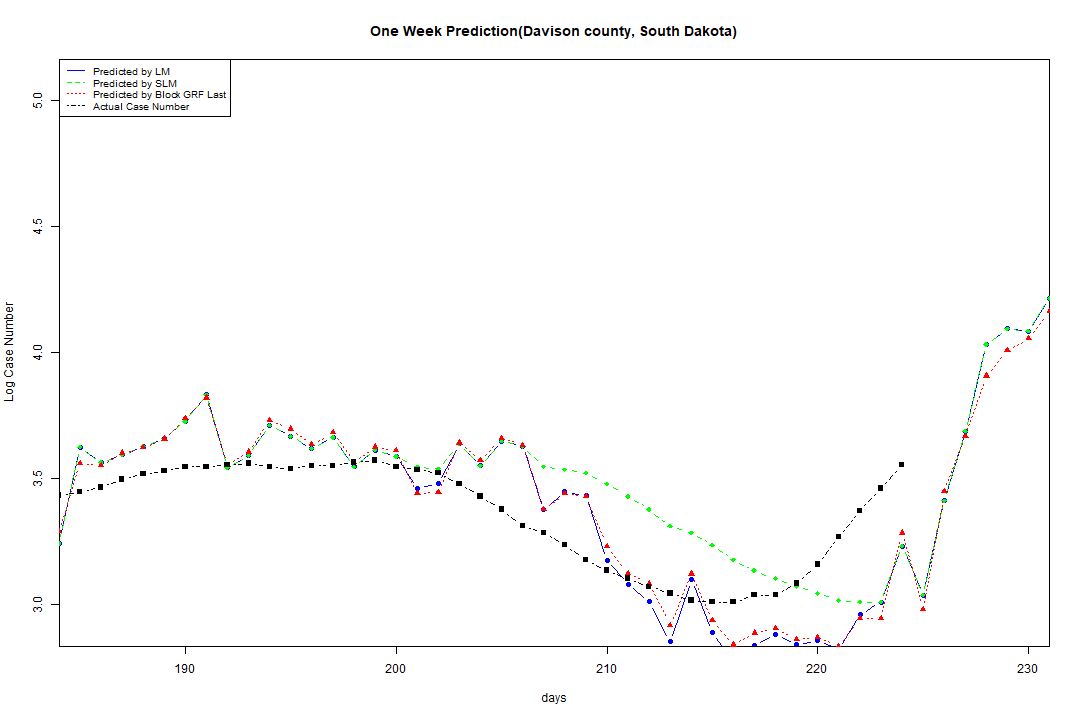 One Week Prediction(Davison county, South Dakota)
Predicted by LM
Predicted by SLM
Predicted by Block GRF Last
Actual Case Number
5.0
4.5
4.0
3.5
3.0
Log Case Number
190 200 210 220 230
days